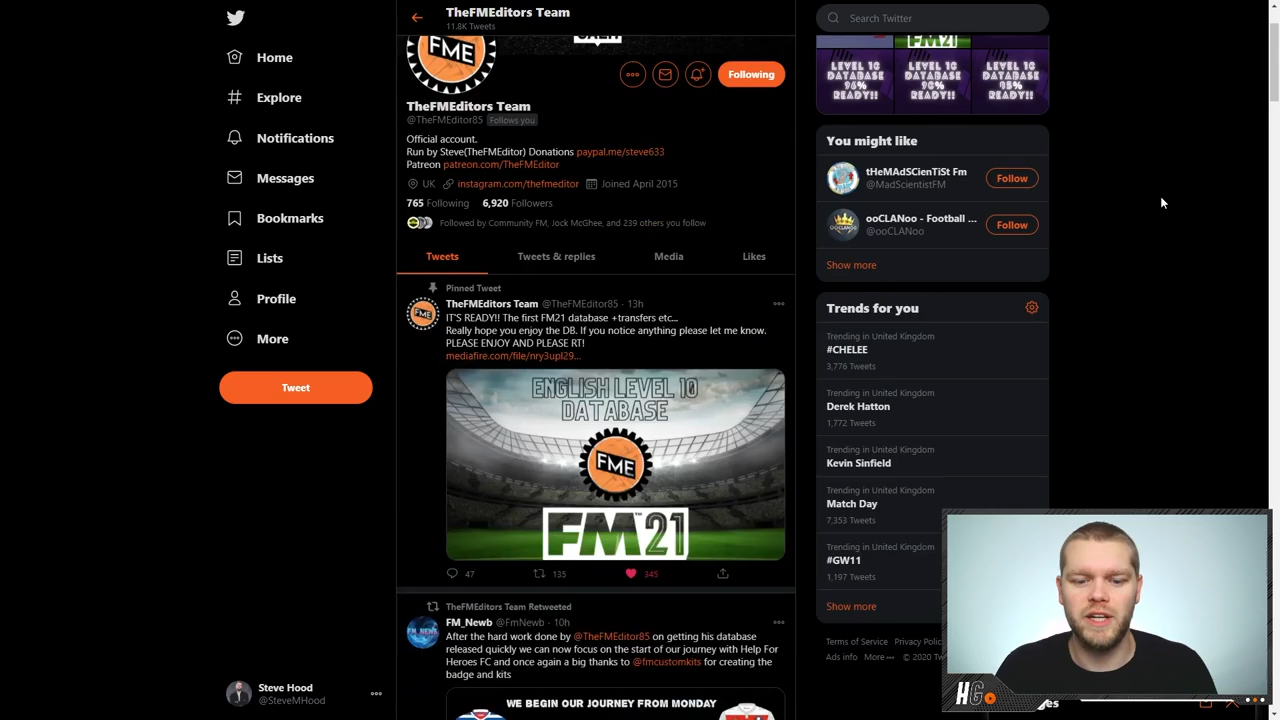 Home
Explore
Notifications
Messages
Bookmarks
Lists
Profile
More
Tweet
Steve Hood
@SteveMHood
TheFMEditors Team
11.8K Tweets
FME
Following
TheFMEditors Team
@TheFMEditor85 Follows you
Official account.
Run by Steve(TheFMEditor) Donations paypal.me/steve633
Patreon patreon.com/TheFMEditor
UK instagram.com/thefmeditor Joined April 2015
765 Following 6,920 Followers
Followed by Community FM, Jock McGhee, and 239 others you follow
Tweets Tweets & replies Media Likes
Pinned Tweet
TheFMEditors Team @TheFMEditor85 · 13h
IT'S READY!! The first FM21 database +transfers etc...
Really hope you enjoy the DB. If you notice anything please let me know.
PLEASE ENJOY AND PLEASE RT!
mediafire.com/file/nry3upl29...
ENGLISH LEVEL 10
DATABASE
FME
FM21
47 135 345
TheFMEditors Team Retweeted
FM_Newb @FmNewb · 10h
After the hard work done by @TheFMEditor85 on getting his database
released quickly we can now focus on the start of our journey with Help For
Heroes FC and once again a big thanks to @fmcustomkits for creating the
badge and kits
WE BEGIN OUR JOURNEY FROM MONDAY
Search Twitter
FM21
LEVEL 10
DATABASE
96%
READY!!
LEVEL 10
DATABASE
90%
READY!!
LEVEL 10
DATABASE
85%
READY!!
You might like
tHeMAdSCienTiSt Fm
@MadScientistFM
Follow
ooCLANoo - Football ...
@ooCLANoo
Follow
Show more
Trends for you
Trending in United Kingdom
#CHELEE
3,776 Tweets
Trending in United Kingdom
Derek Hatton
1,772 Tweets
Trending in United Kingdom
Kevin Sinfield
Trending in United Kingdom
Match Day
7,353 Tweets
Trending in United Kingdom
#GW11
1,197 Tweets
Show more
Terms of Service Privacy Polic
Ads info More © 2020 Tw
HG